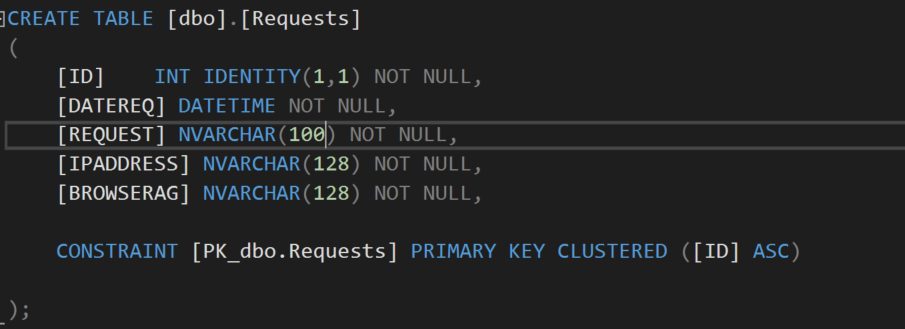 CREATE TABLE [dbo].[Requests]
(
[ID]    INT IDENTITY(1,1) NOT NULL,
[DATEREQ] DATETIME NOT NULL,
[REQUEST] NVARCHAR(100) NOT NULL,
[IPADDRESS] NVARCHAR(128) NOT NULL,
[BROWSERAG] NVARCHAR(128) NOT NULL,
CONSTRAINT [PK_dbo.Requests] PRIMARY KEY CLUSTERED ([ID] ASC)
);